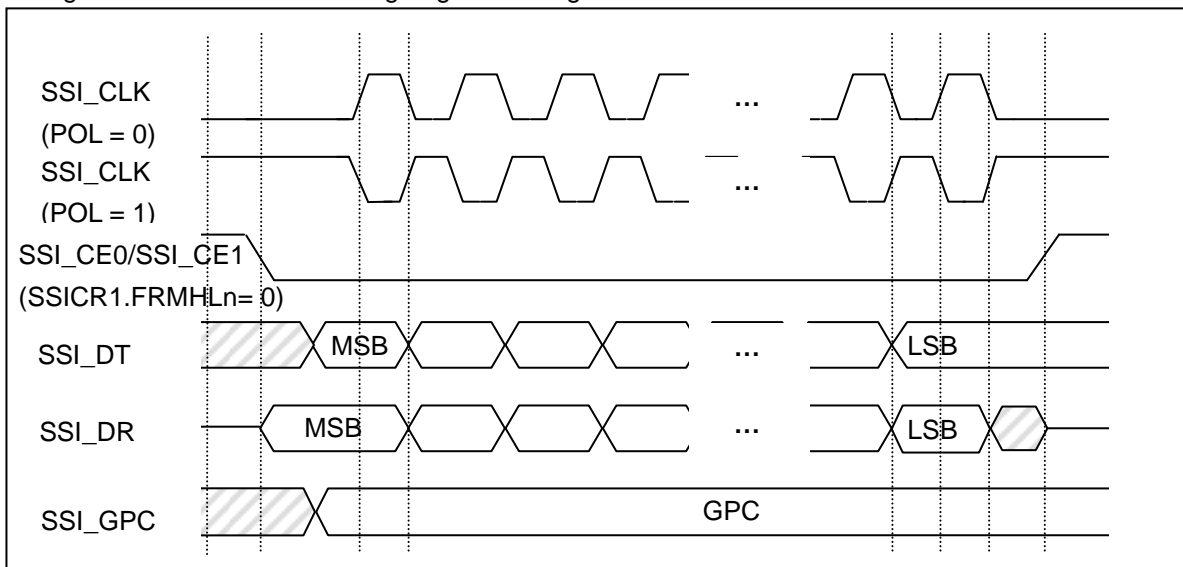 SSI_CLK
(POL = 0)
...
SSI_CLK
(POL = 1)
...
SSI_CE0/SSI_CE1
(SSICR1.FRMHLn= 0)
SSI_DT
MSB
...
LSB
SSI_DR
MSB
...
LSB
SSI_GPC
GPC